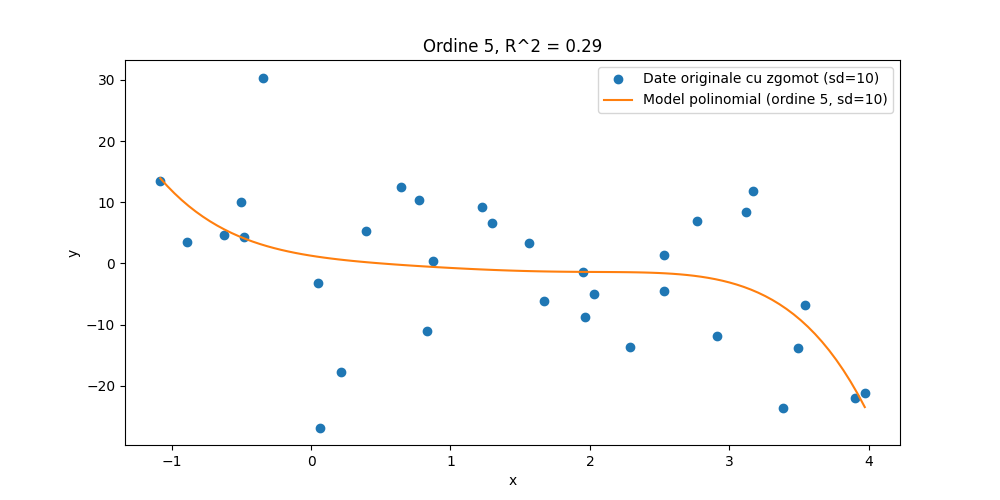 Ordine 5, R^2 = 0.29
Date originale cu zgomot (sd=10)
Model polinomial (ordine 5, sd=10)
y
30
20
10
0
−10
−20
−1
0
1
2
3
4
x